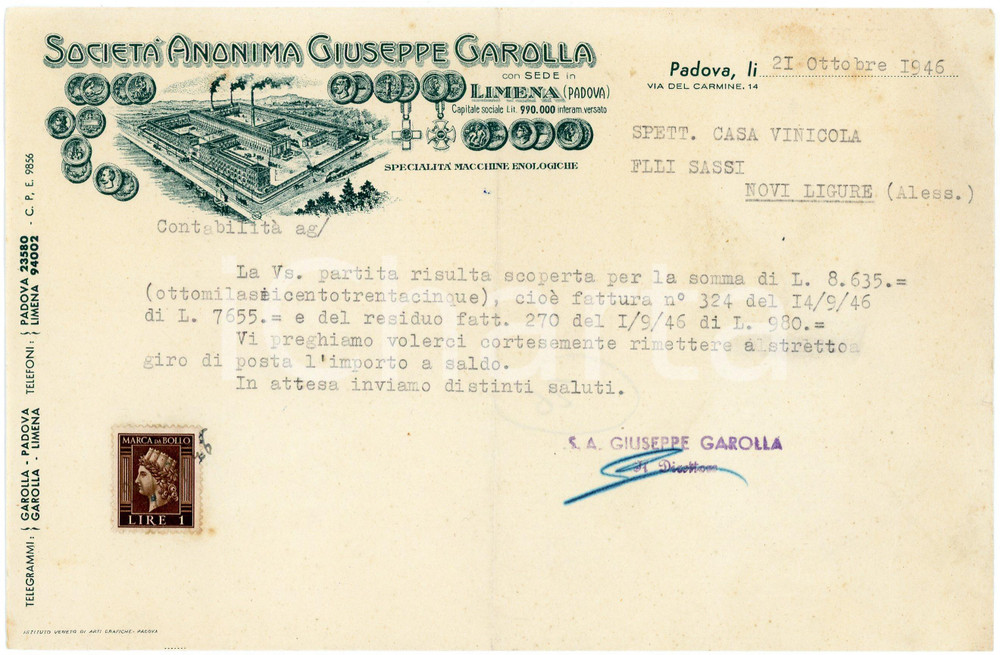 SOCIETÀ ANONIMA GIUSEPPE GAROLLA
con SEDE in
LIMENA (PADOVA)
Capitale sociale Lit. 990.000 interam. versato
SPECIALITÀ MACCHINE ENOLOGICHE
Padova, li 2I Ottobre I946
VIA DEL CARMINE, 14
SPETT. CASA VINICOLA
FLLI SASSI
NOVI LIGURE (Aless.)
Contabilità ag/
La Vs. partita risulta scoperta per la somma di L. 8.635.=
(ottomilaseicentotrentacinque), cioè fattura n° 324 del I4/9/46
di L. 7655.= e del residuo fatt. 270 del I/9/46 di L. 980.=
Vi preghiamo volerci cortesemente rimettere a stretto
giro di posta l'importo a saldo.
In attesa inviamo distinti saluti.
S. A. GIUSEPPE GAROLLA
Il Direttore
MARCA DA BOLLO
LIRE 1
TELEGRAMMI: GAROLLA - PADOVA
GAROLLA - LIMENA
TELEFONI: PADOVA 23580
LIMENA 94002 - C. P. E. 9856
ISTITUTO VENETO DI ARTI GRAFICHE - PADOVA